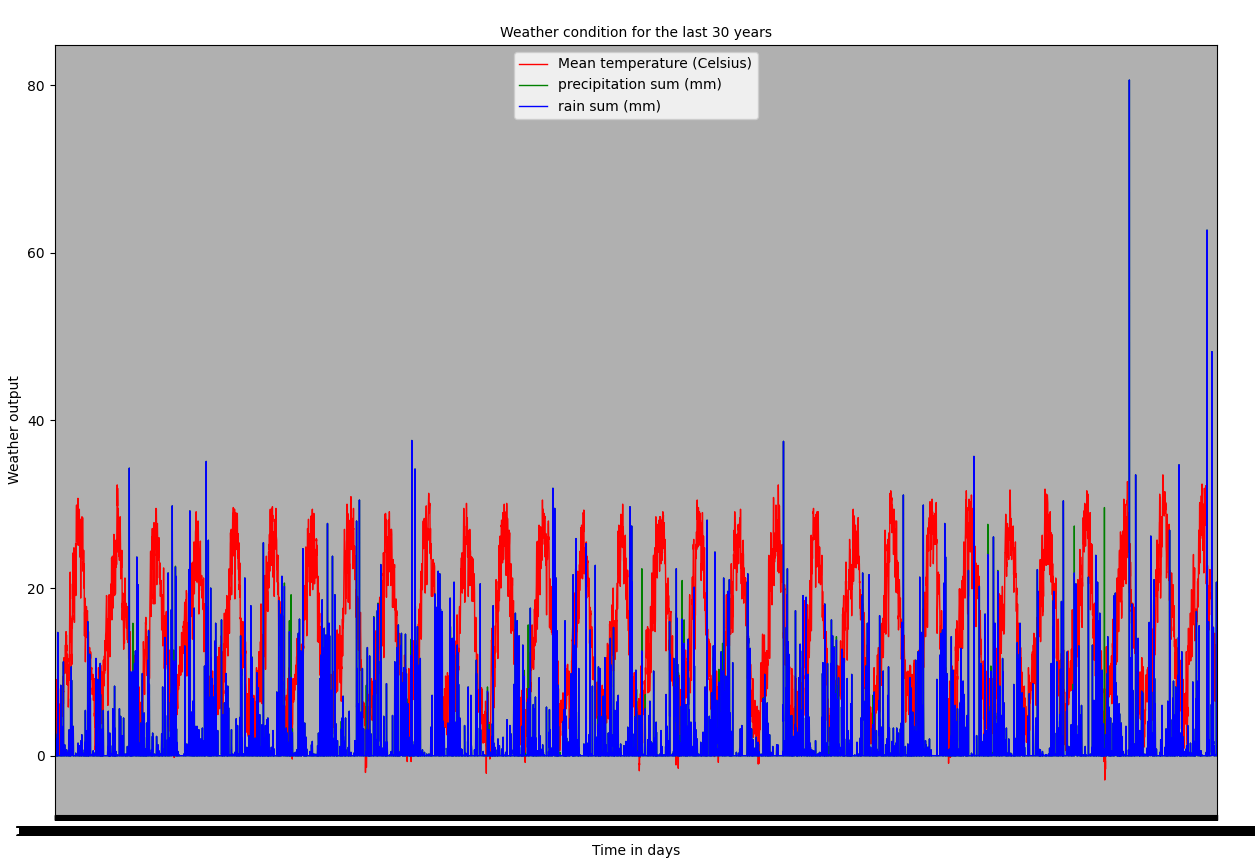 Weather condition for the last 30 years
Mean temperature (Celsius)
precipitation sum (mm)
rain sum (mm)
80
60
40
20
0
Weather output
Time in days